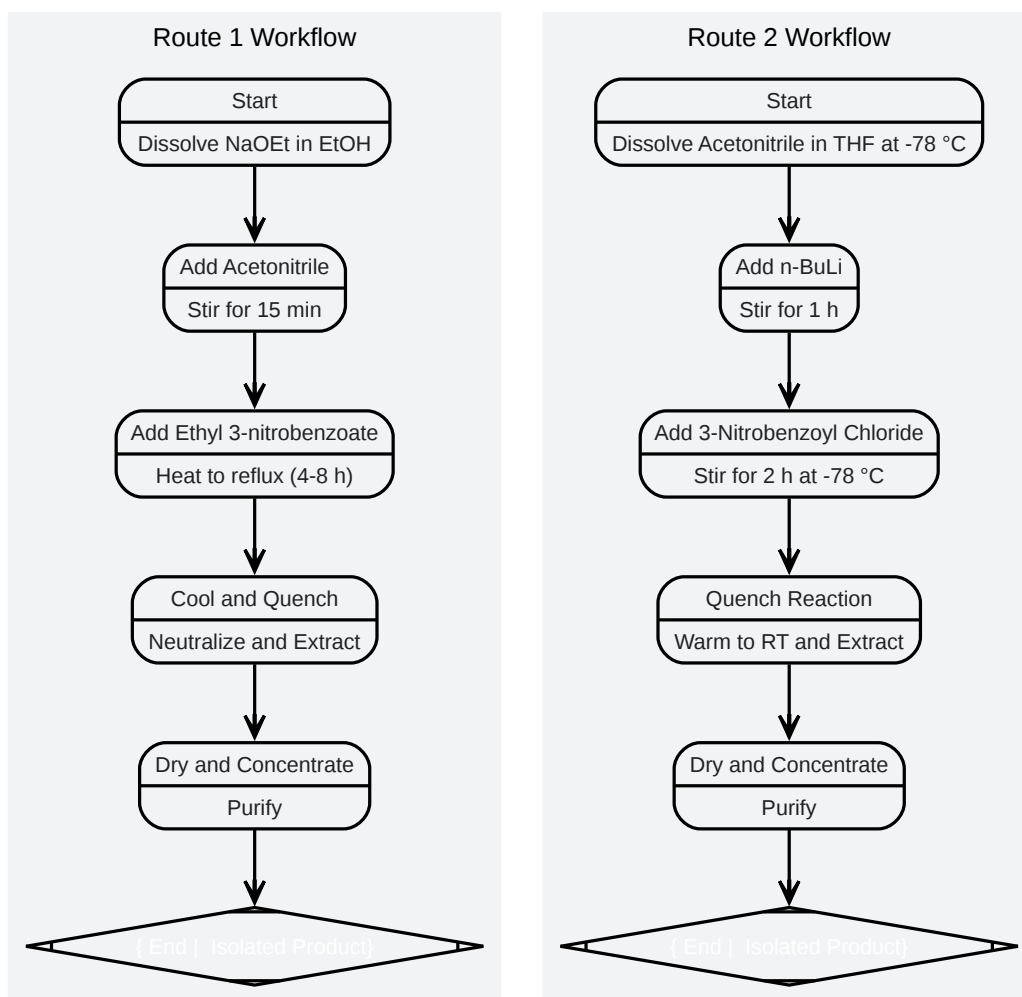 Route 1 Workflow
Start
Dissolve NaOEt in EtOH
Add Acetonitrile
Stir for 15 min
Add Ethyl 3-nitrobenzoate
Heat to reflux (4-8 h)
Cool and Quench
Neutralize and Extract
Dry and Concentrate
Purify
{ End | Isolated Product}
Route 2 Workflow
Start
Dissolve Acetonitrile in THF at -78 °C
Add n-BuLi
Stir for 1 h
Add 3-Nitrobenzoyl Chloride
Stir for 2 h at -78 °C
Quench Reaction
Warm to RT and Extract
Dry and Concentrate
Purify
{ End | Isolated Product}